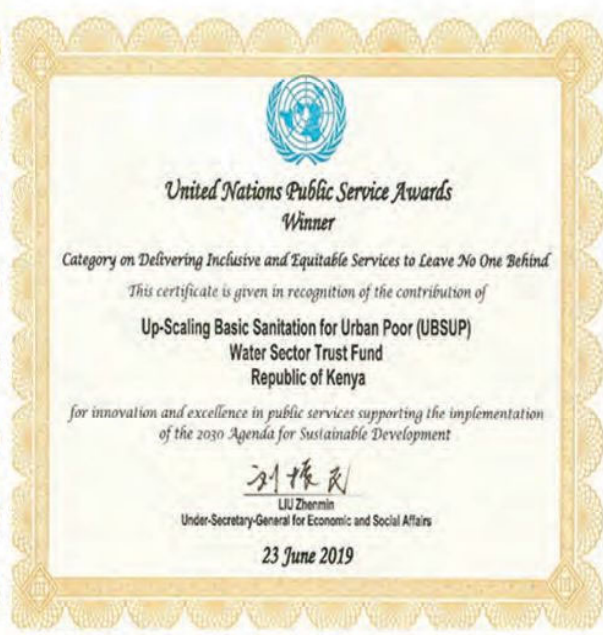 United Nations Public Service Awards
Winner
Category on Delivering Inclusive and Equitable Services to Leave No One Behind
This certificate is given in recognition of the contribution of
Up-Scaling Basic Sanitation for Urban Poor (UBSUP)
Water Sector Trust Fund
Republic of Kenya
for innovation and excellence in public services supporting the implementation
of the 2030 Agenda for Sustainable Development
刘振民
LIU Zhenmin
Under-Secretary-General for Economic and Social Affairs
23 June 2019